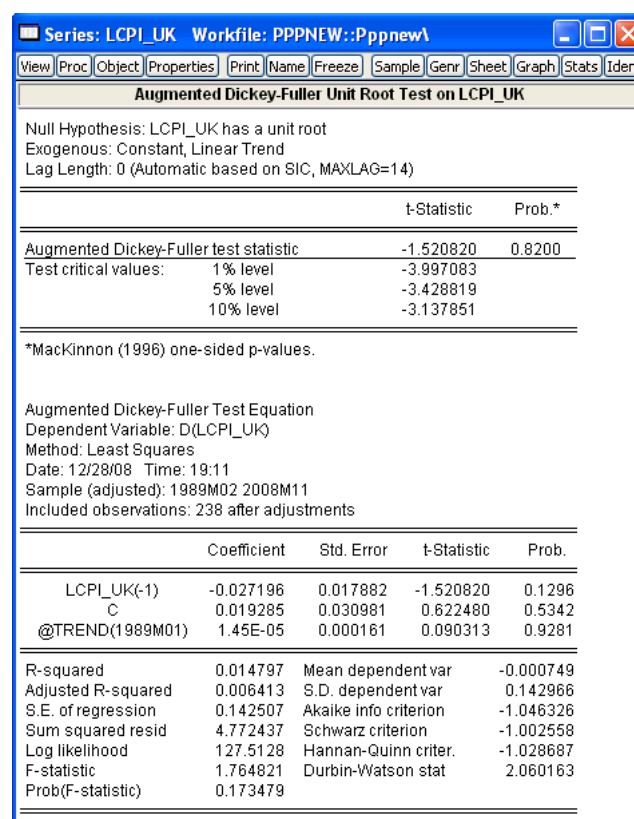 Series: LCPI_UK Workfile: PPPNEW::Pppnew\
View Proc Object Properties Print Name Freeze Sample Genr Sheet Graph Stats Iden
Augmented Dickey-Fuller Unit Root Test on LCPI_UK
Null Hypothesis: LCPI_UK has a unit root
Exogenous: Constant, Linear Trend
Lag Length: 0 (Automatic based on SIC, MAXLAG=14)
t-Statistic Prob.*
Augmented Dickey-Fuller test statistic -1.520820 0.8200
Test critical values: 1% level -3.997083
5% level -3.428819
10% level -3.137851
*MacKinnon (1996) one-sided p-values.
Augmented Dickey-Fuller Test Equation
Dependent Variable: D(LCPI_UK)
Method: Least Squares
Date: 12/28/08 Time: 19:11
Sample (adjusted): 1989M02 2008M11
Included observations: 238 after adjustments
Coefficient Std. Error t-Statistic Prob.
LCPI_UK(-1) -0.027196 0.017882 -1.520820 0.1296
C 0.019285 0.030981 0.622480 0.5342
@TREND(1989M01) 1.45E-05 0.000161 0.090313 0.9281
R-squared 0.014797 Mean dependent var -0.000749
Adjusted R-squared 0.006413 S.D. dependent var 0.142966
S.E. of regression 0.142507 Akaike info criterion -1.046326
Sum squared resid 4.772437 Schwarz criterion -1.002558
Log likelihood 127.5128 Hannan-Quinn criter. -1.028687
F-statistic 1.764821 Durbin-Watson stat 2.060163
Prob(F-statistic) 0.173479